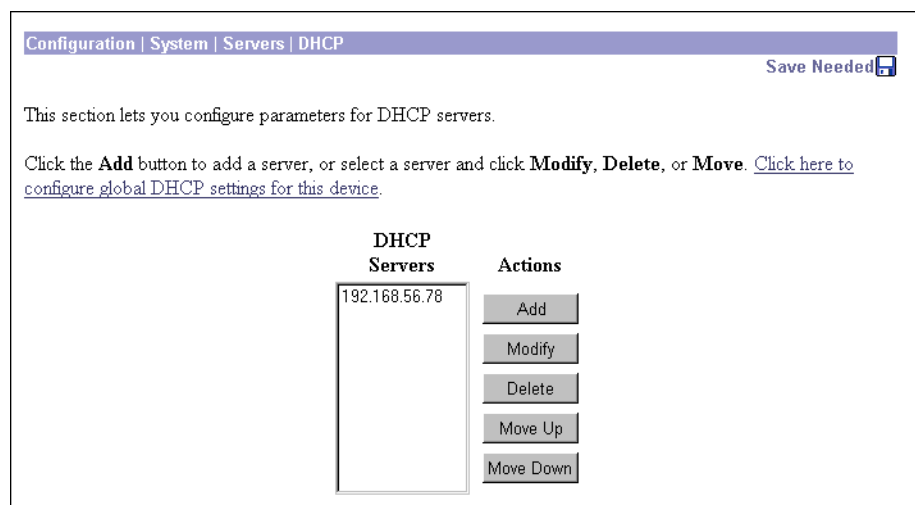 Configuration | System | Servers | DHCP
Save Needed
This section lets you configure parameters for DHCP servers.
Click the Add button to add a server, or select a server and click Modify, Delete, or Move. Click here to
configure global DHCP settings for this device.
DHCP
Servers
Actions
192.168.56.78
Add
Modify
Delete
Move Up
Move Down